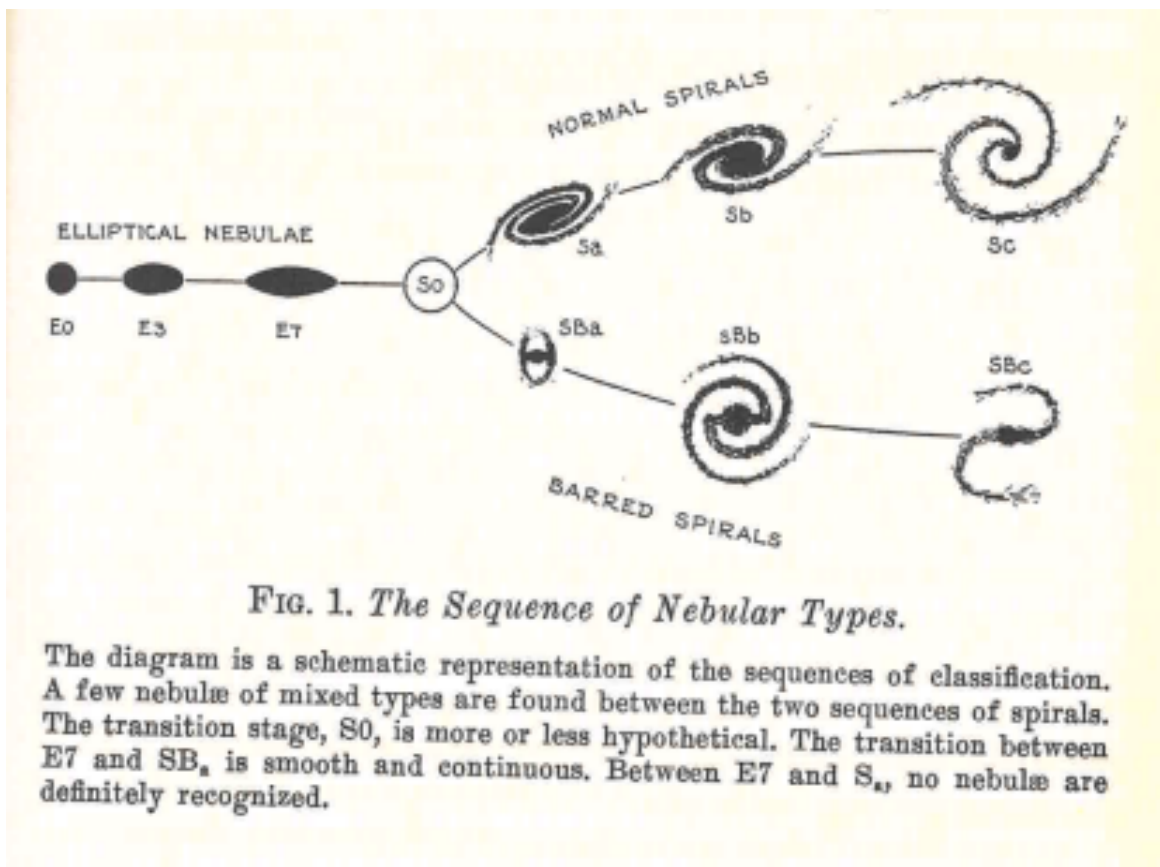 NORMAL SPIRALS
Sa
Sb
Sc
ELLIPTICAL NEBULAE
E0
E3
E7
S0
SBa
SBb
SBc
BARRED SPIRALS
FIG. 1. The Sequence of Nebular Types.
The diagram is a schematic representation of the sequences of classification.
A few nebulæ of mixed types are found between the two sequences of spirals.
The transition stage, S0, is more or less hypothetical. The transition between
E7 and SBₐ is smooth and continuous. Between E7 and Sₐ, no nebulæ are
definitely recognized.